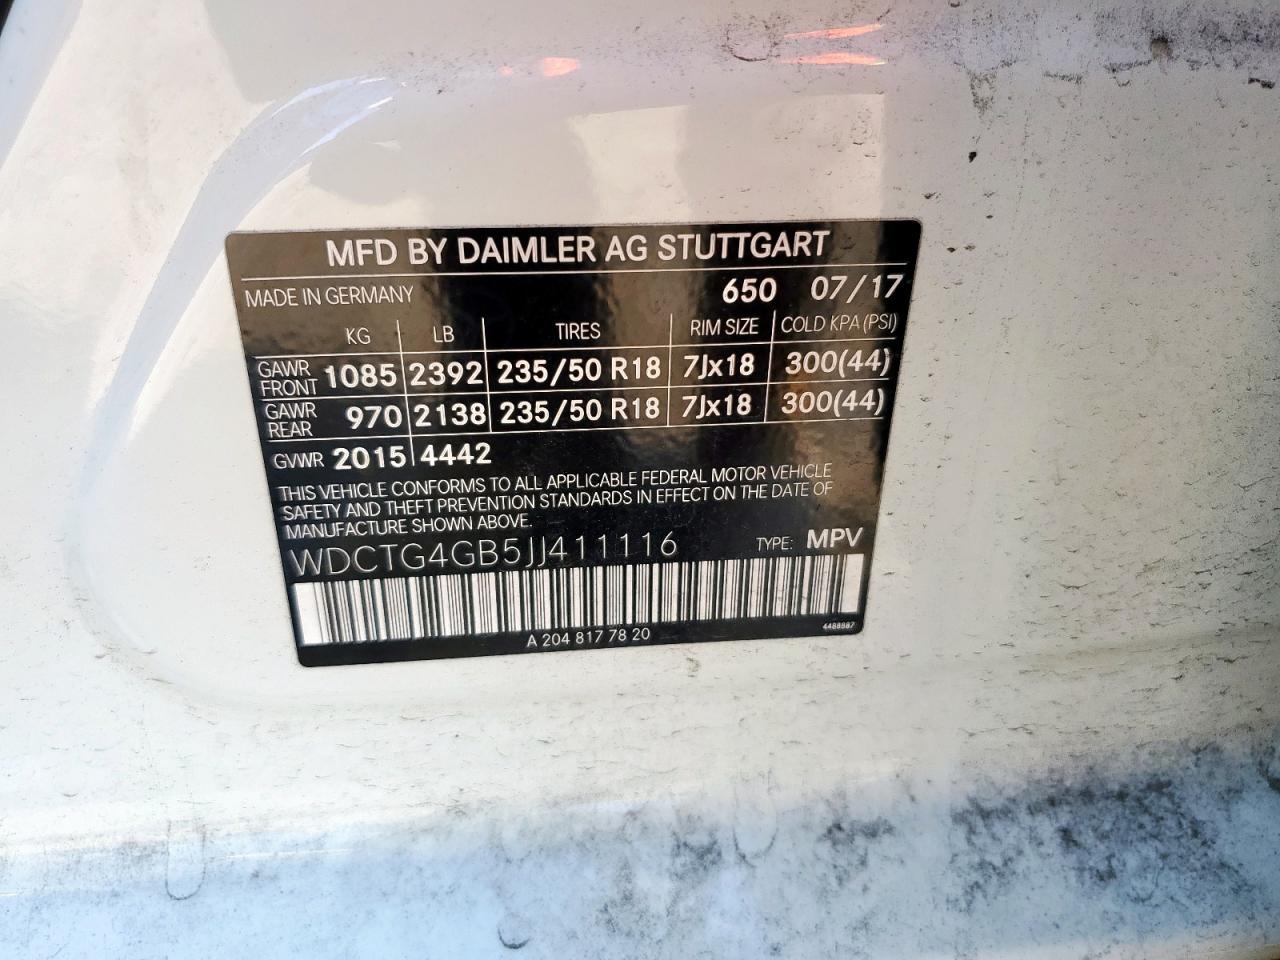 MFD BY DAIMLER AG STUTTGART
MADE IN GERMANY 650 07/17
KG LB TIRES RIM SIZE COLD KPA (PSI)
GAWR FRONT 1085 2392 235/50 R18 7Jx18 300(44)
GAWR REAR 970 2138 235/50 R18 7Jx18 300(44)
GVWR 2015 4442
THIS VEHICLE CONFORMS TO ALL APPLICABLE FEDERAL MOTOR VEHICLE
SAFETY AND THEFT PREVENTION STANDARDS IN EFFECT ON THE DATE OF
MANUFACTURE SHOWN ABOVE.
WDCTG4GB5JJ411116 TYPE: MPV
A 204 817 78 20